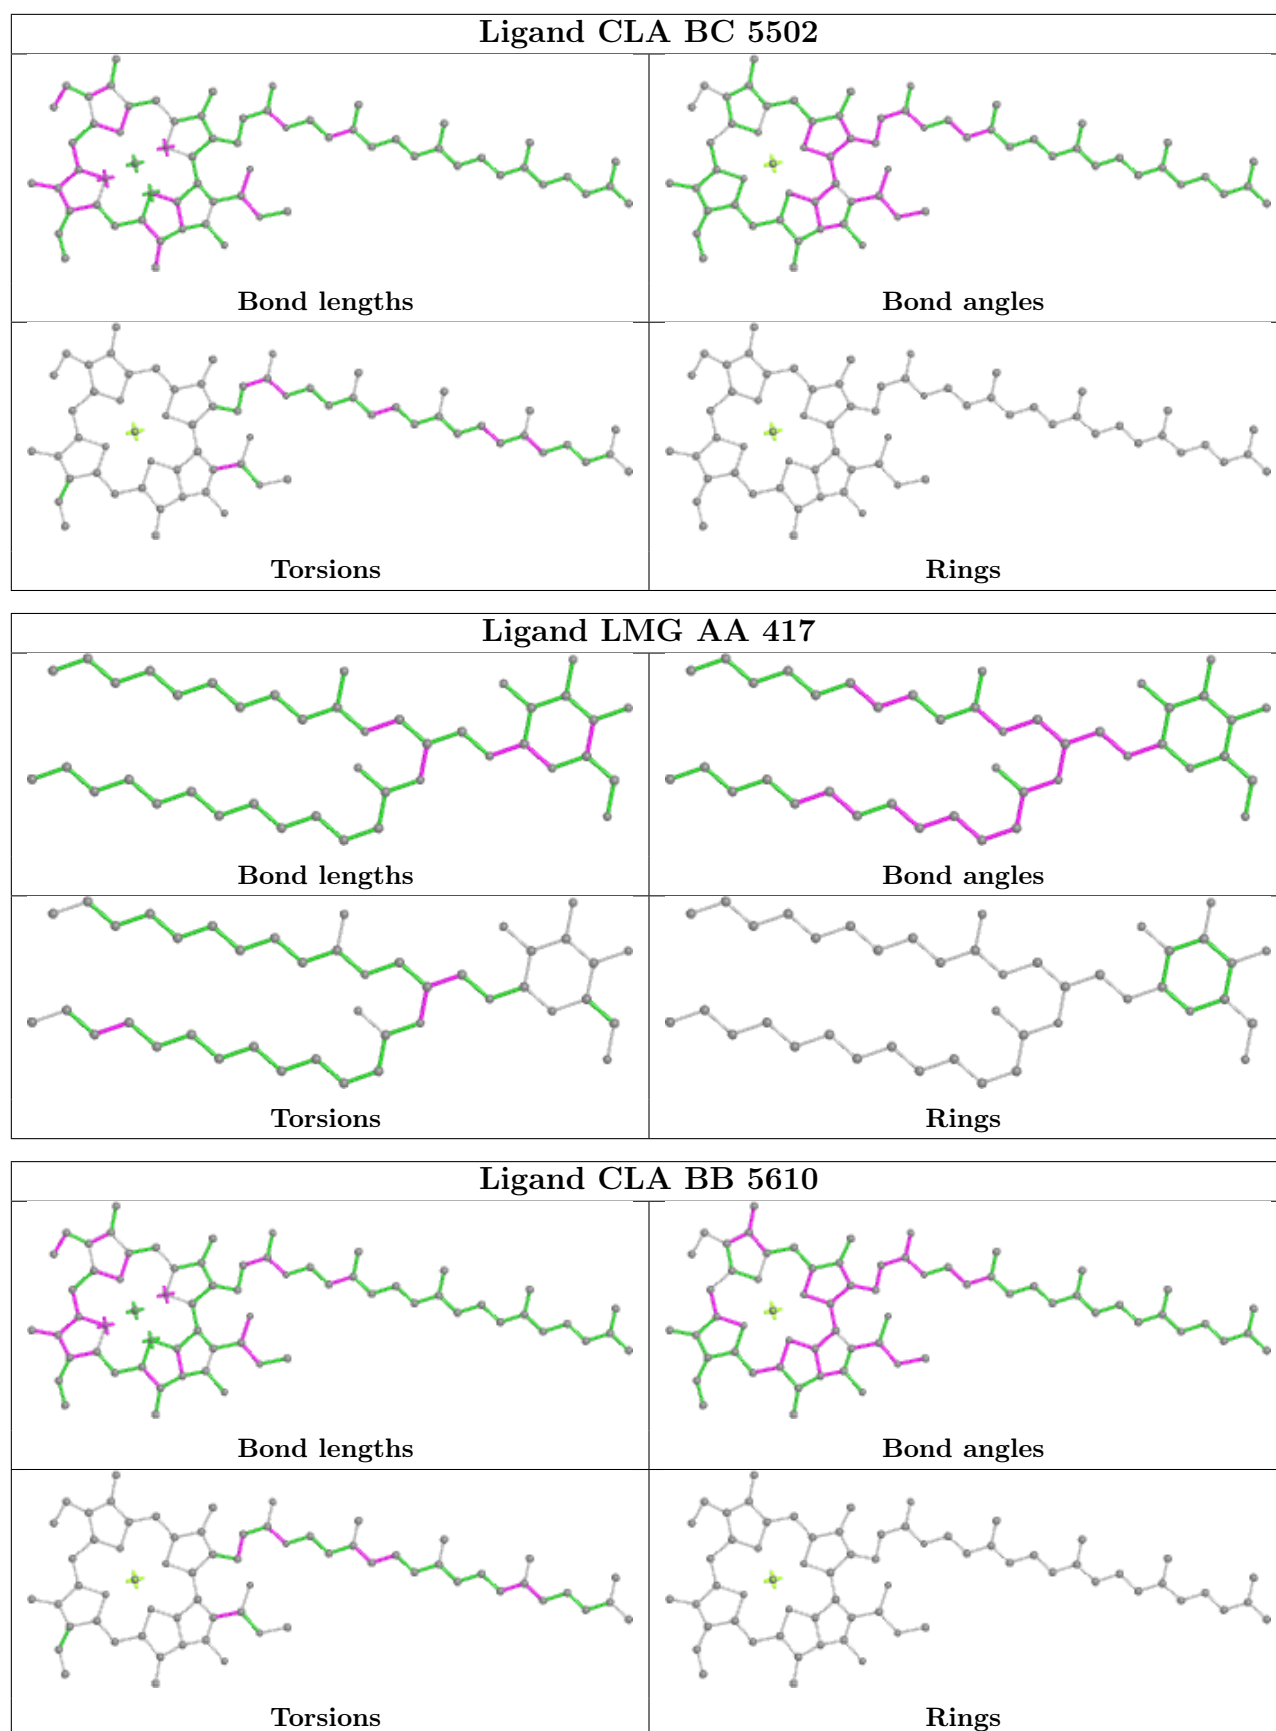 Ligand CLA BC 5502
Bond lengths
Bond angles
Torsions
Rings
Ligand LMG AA 417
Bond lengths
Bond angles
Torsions
Rings
Ligand CLA BB 5610
Bond lengths
Bond angles
Torsions
Rings